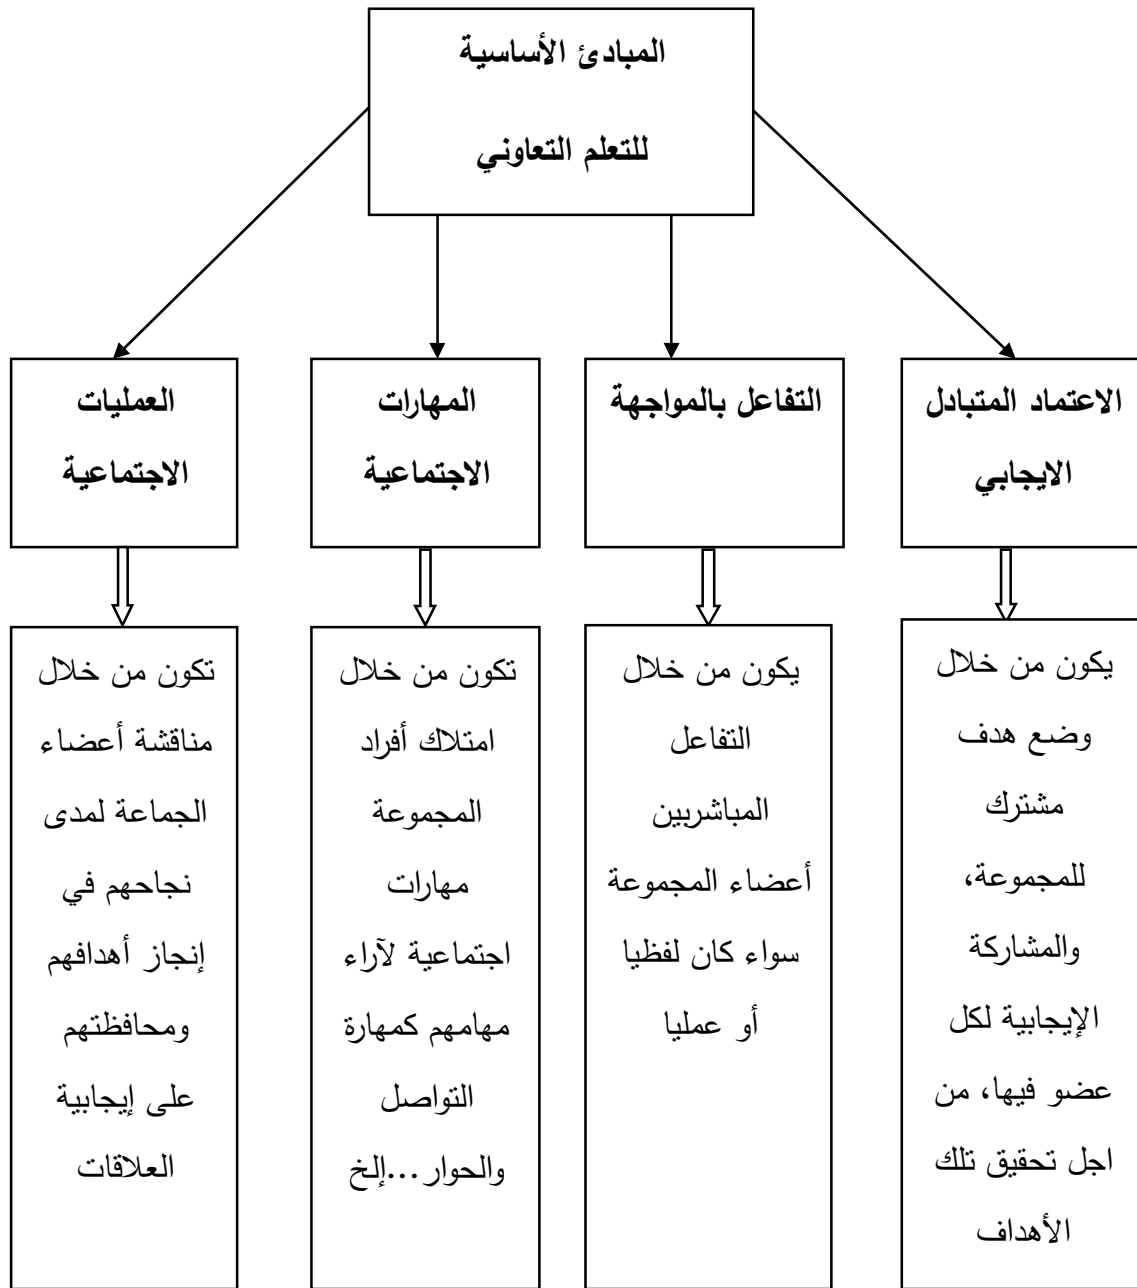 المبادئ الأساسية
للتعلم التعاوني
الاعتماد المتبادل
الايجابي
التفاعل بالمواجهة
المهارات
الاجتماعية
العمليات
الاجتماعية
يكون من خلال
وضع هدف
مشترك
للمجموعة،
والمشاركة
الإيجابية لكل
عضو فيها، من
اجل تحقيق تلك
الأهداف
يكون من خلال
التفاعل
المباشربين
أعضاء المجموعة
سواء كان لفظيا
أو عمليا
تكون من خلال
امتلاك أفراد
المجموعة
مهارات
اجتماعية لآراء
مهامهم كمهارة
التواصل
والحوار...إلخ
تكون من خلال
مناقشة أعضاء
الجماعة لمدى
نجاحهم في
إنجاز أهدافهم
ومحافظتهم
على إيجابية
العلاقات